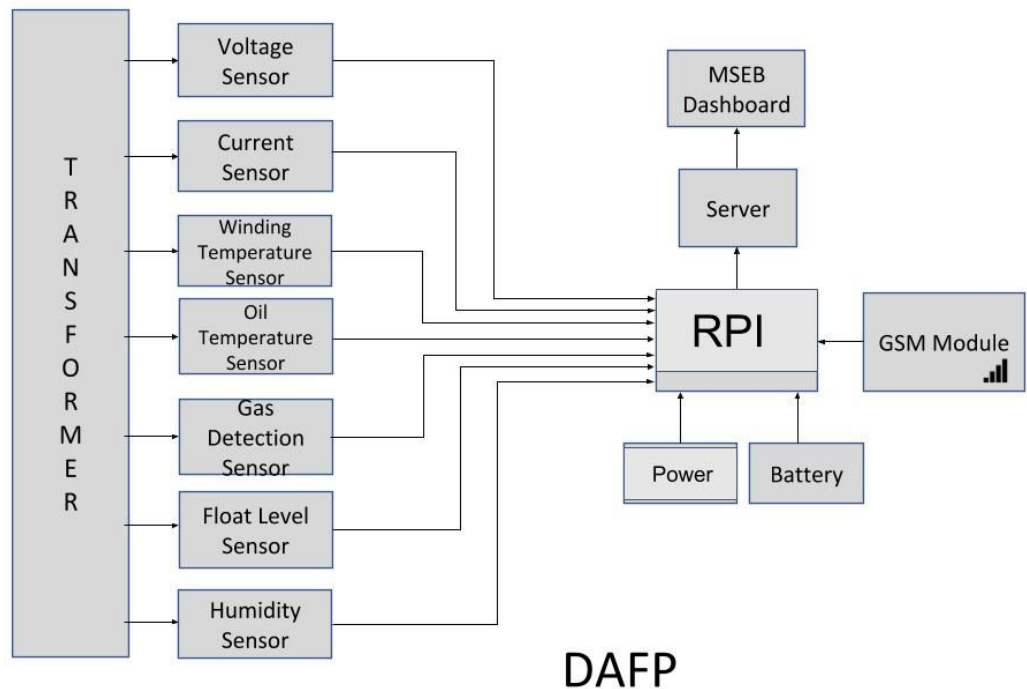 TRANSFORMER
Voltage
Sensor
Current
Sensor
Winding
Temperature
Sensor
Oil
Temperature
Sensor
Gas
Detection
Sensor
Float Level
Sensor
Humidity
Sensor
MSEB
Dashboard
Server
RPI
GSM Module
Power
Battery
DAFP